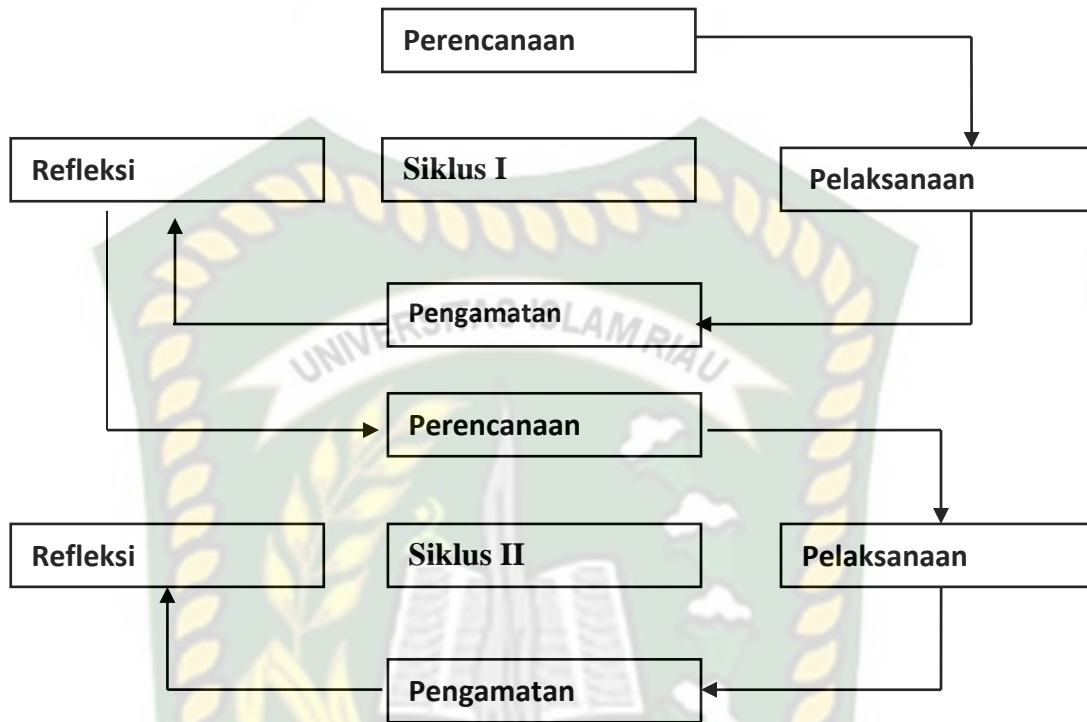 Perencanaan
Refleksi
Siklus I
Pelaksanaan
Pengamatan
UNIVERSITAS ISLAM RIAU
Perencanaan
Refleksi
Siklus II
Pelaksanaan
Pengamatan